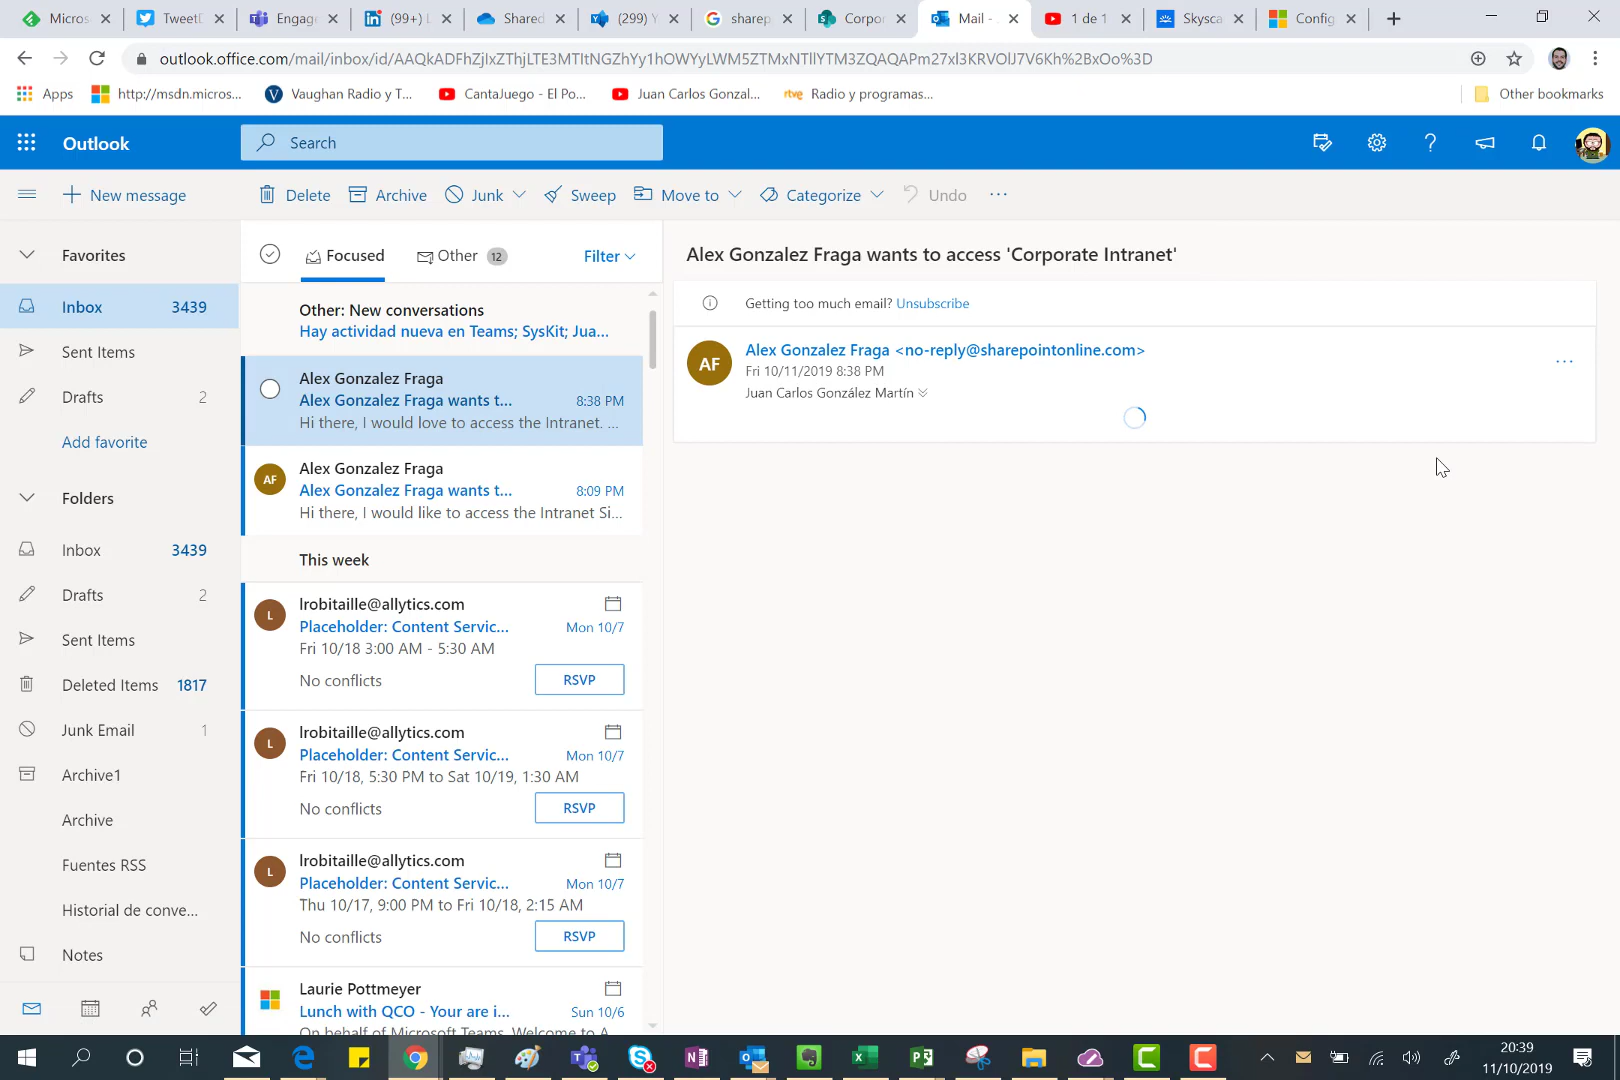 Micros
TweetD
Engage
(99+) L
Shared
(299) Y
sharep
Corpor
Mail -
1 de 1
Skysca
Config
outlook.office.com/mail/inbox/id/AAQkADFhZjIxZThjLTE3MTItNGZhYy1hOWYyLWM5ZTMxNTllYTM3ZQAQAPm27xl3KRVOlJ7V6Kh%2BxOo%3D
Apps
http://msdn.micros...
Vaughan Radio y T...
CantaJuego - El Po...
Juan Carlos Gonzal...
rtve Radio y programas...
Other bookmarks
Outlook
Search
New message
Delete
Archive
Junk
Sweep
Move to
Categorize
Undo
Favorites
Inbox 3439
Sent Items
Drafts 2
Add favorite
Folders
Inbox 3439
Drafts 2
Sent Items
Deleted Items 1817
Junk Email 1
Archive1
Archive
Fuentes RSS
Historial de conve...
Notes
Focused
Other 12
Filter
Other: New conversations
Hay actividad nueva en Teams; SysKit; Jua...
Alex Gonzalez Fraga
Alex Gonzalez Fraga wants t... 8:38 PM
Hi there, I would love to access the Intranet. ...
AF
Alex Gonzalez Fraga
Alex Gonzalez Fraga wants t... 8:09 PM
Hi there, I would like to access the Intranet Si...
This week
L
lrobitaille@allytics.com
Placeholder: Content Servic... Mon 10/7
Fri 10/18 3:00 AM - 5:30 AM
No conflicts RSVP
L
lrobitaille@allytics.com
Placeholder: Content Servic... Mon 10/7
Fri 10/18, 5:30 PM to Sat 10/19, 1:30 AM
No conflicts RSVP
L
lrobitaille@allytics.com
Placeholder: Content Servic... Mon 10/7
Thu 10/17, 9:00 PM to Fri 10/18, 2:15 AM
No conflicts RSVP
Laurie Pottmeyer
Lunch with QCO - Your are i... Sun 10/6
On behalf of Microsoft Teams, Welcome to A
Alex Gonzalez Fraga wants to access 'Corporate Intranet'
Getting too much email? Unsubscribe
AF
Alex Gonzalez Fraga <no-reply@sharepointonline.com>
Fri 10/11/2019 8:38 PM
Juan Carlos González Martín
20:39
11/10/2019